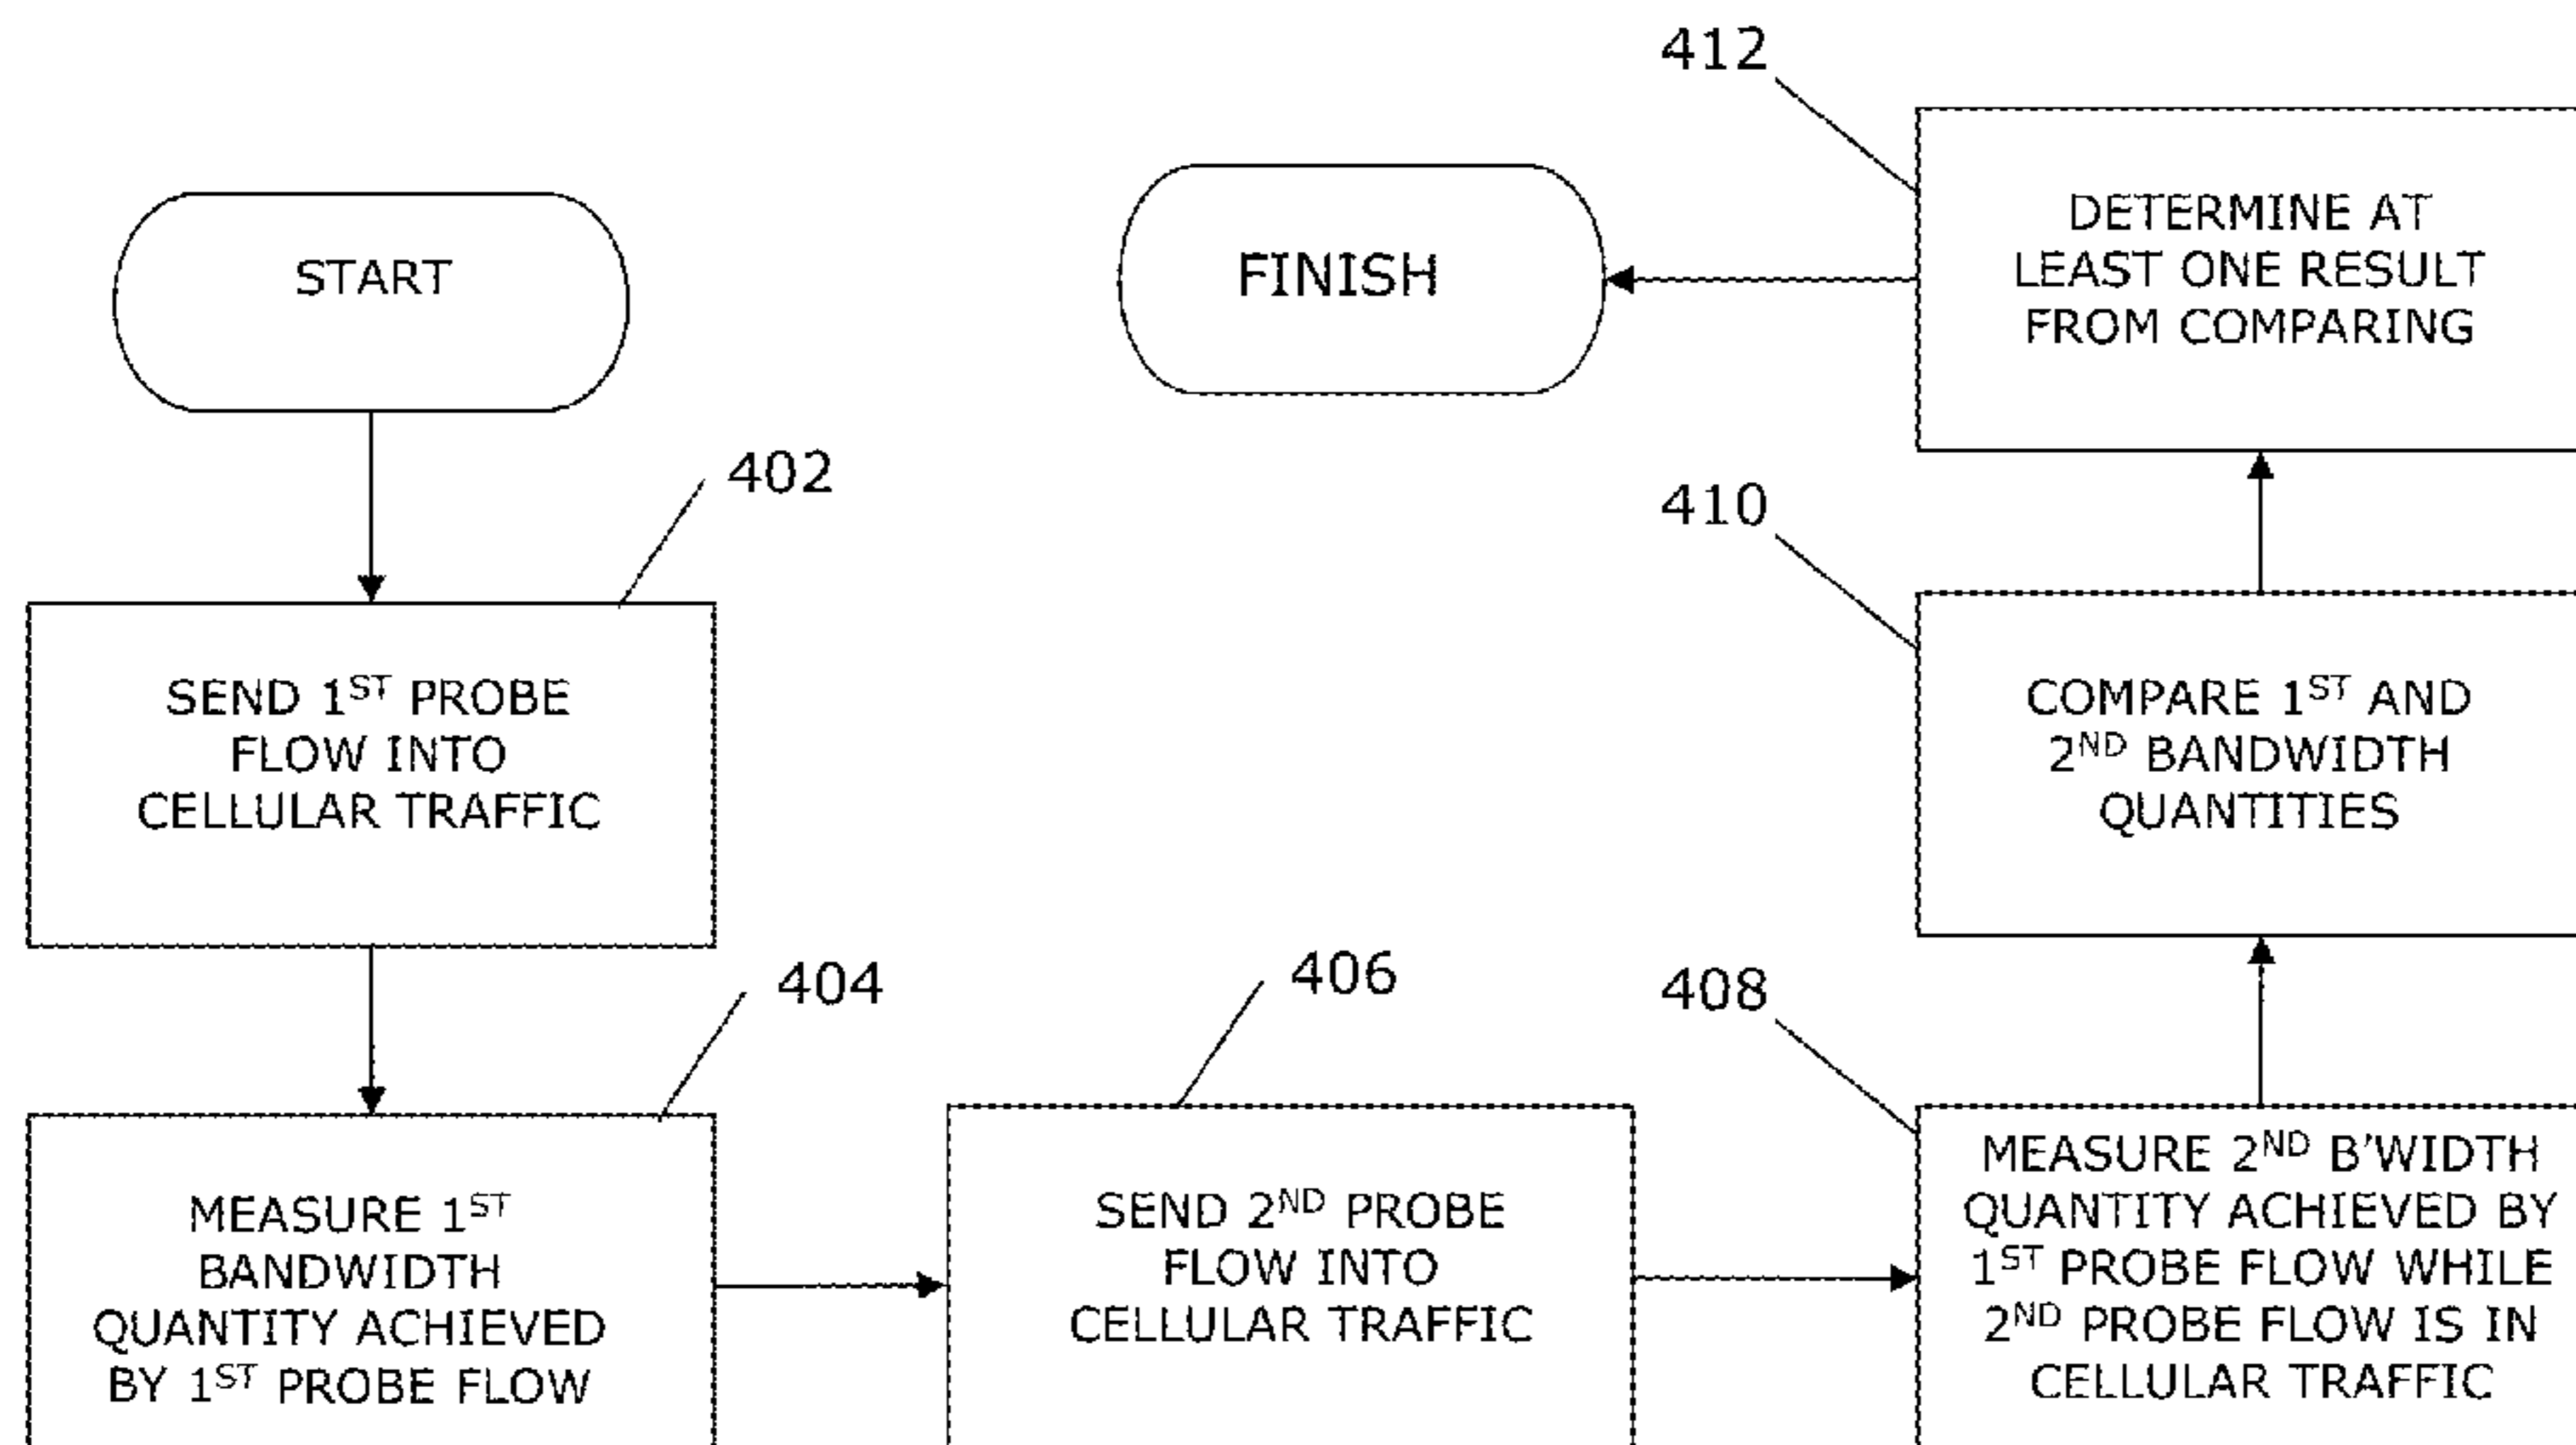 START
402
SEND 1ST PROBE
FLOW INTO
CELLULAR TRAFFIC
404
MEASURE 1ST
BANDWIDTH
QUANTITY ACHIEVED
BY 1ST PROBE FLOW
406
SEND 2ND PROBE
FLOW INTO
CELLULAR TRAFFIC
408
MEASURE 2ND B'WIDTH
QUANTITY ACHIEVED BY
1ST PROBE FLOW WHILE
2ND PROBE FLOW IS IN
CELLULAR TRAFFIC
410
COMPARE 1ST AND
2ND BANDWIDTH
QUANTITIES
412
DETERMINE AT
LEAST ONE RESULT
FROM COMPARING
FINISH